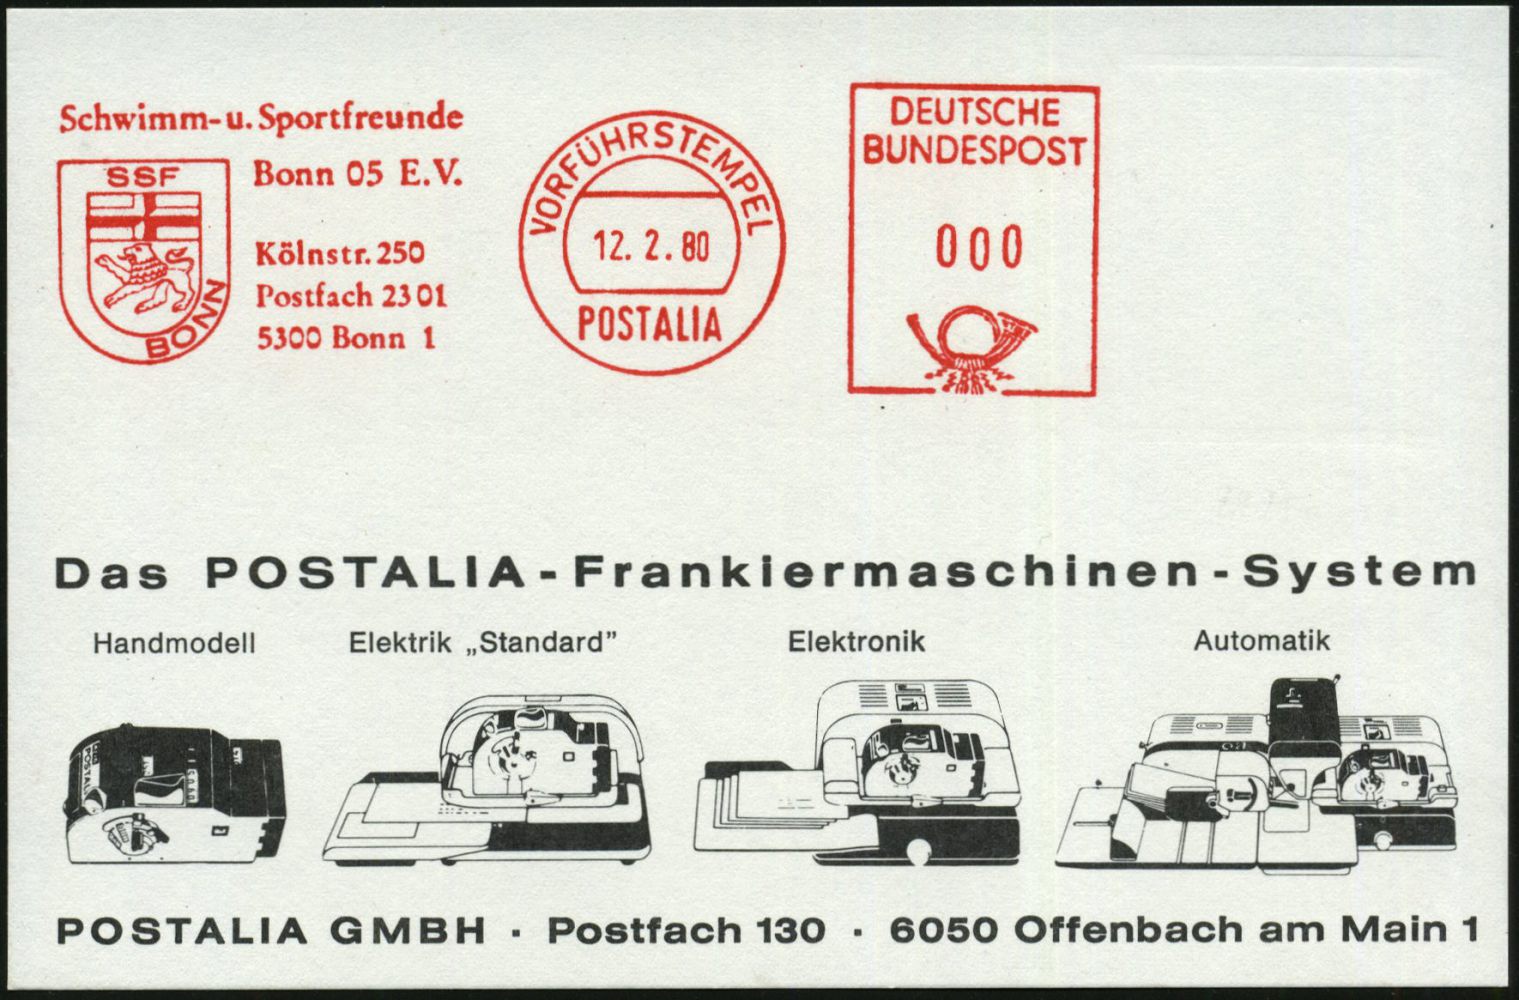 Schwimm- u. Sportfreunde
SSF
BONN
Bonn 05 E.V.
Kölnstr. 250
Postfach 2301
5300 Bonn 1
VORFÜHRSTEMPEL
12. 2. 80
POSTALIA
DEUTSCHE
BUNDESPOST
000
Das POSTALIA-Frankiermaschinen-System
Handmodell
Elektrik „Standard”
Elektronik
Automatik
POSTALIA GMBH · Postfach 130 · 6050 Offenbach am Main 1